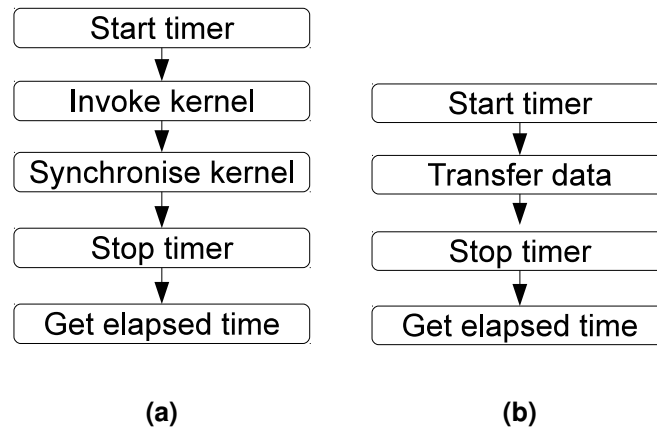 Start timer
Invoke kernel
Synchronise kernel
Stop timer
Get elapsed time
(a)
Start timer
Transfer data
Stop timer
Get elapsed time
(b)